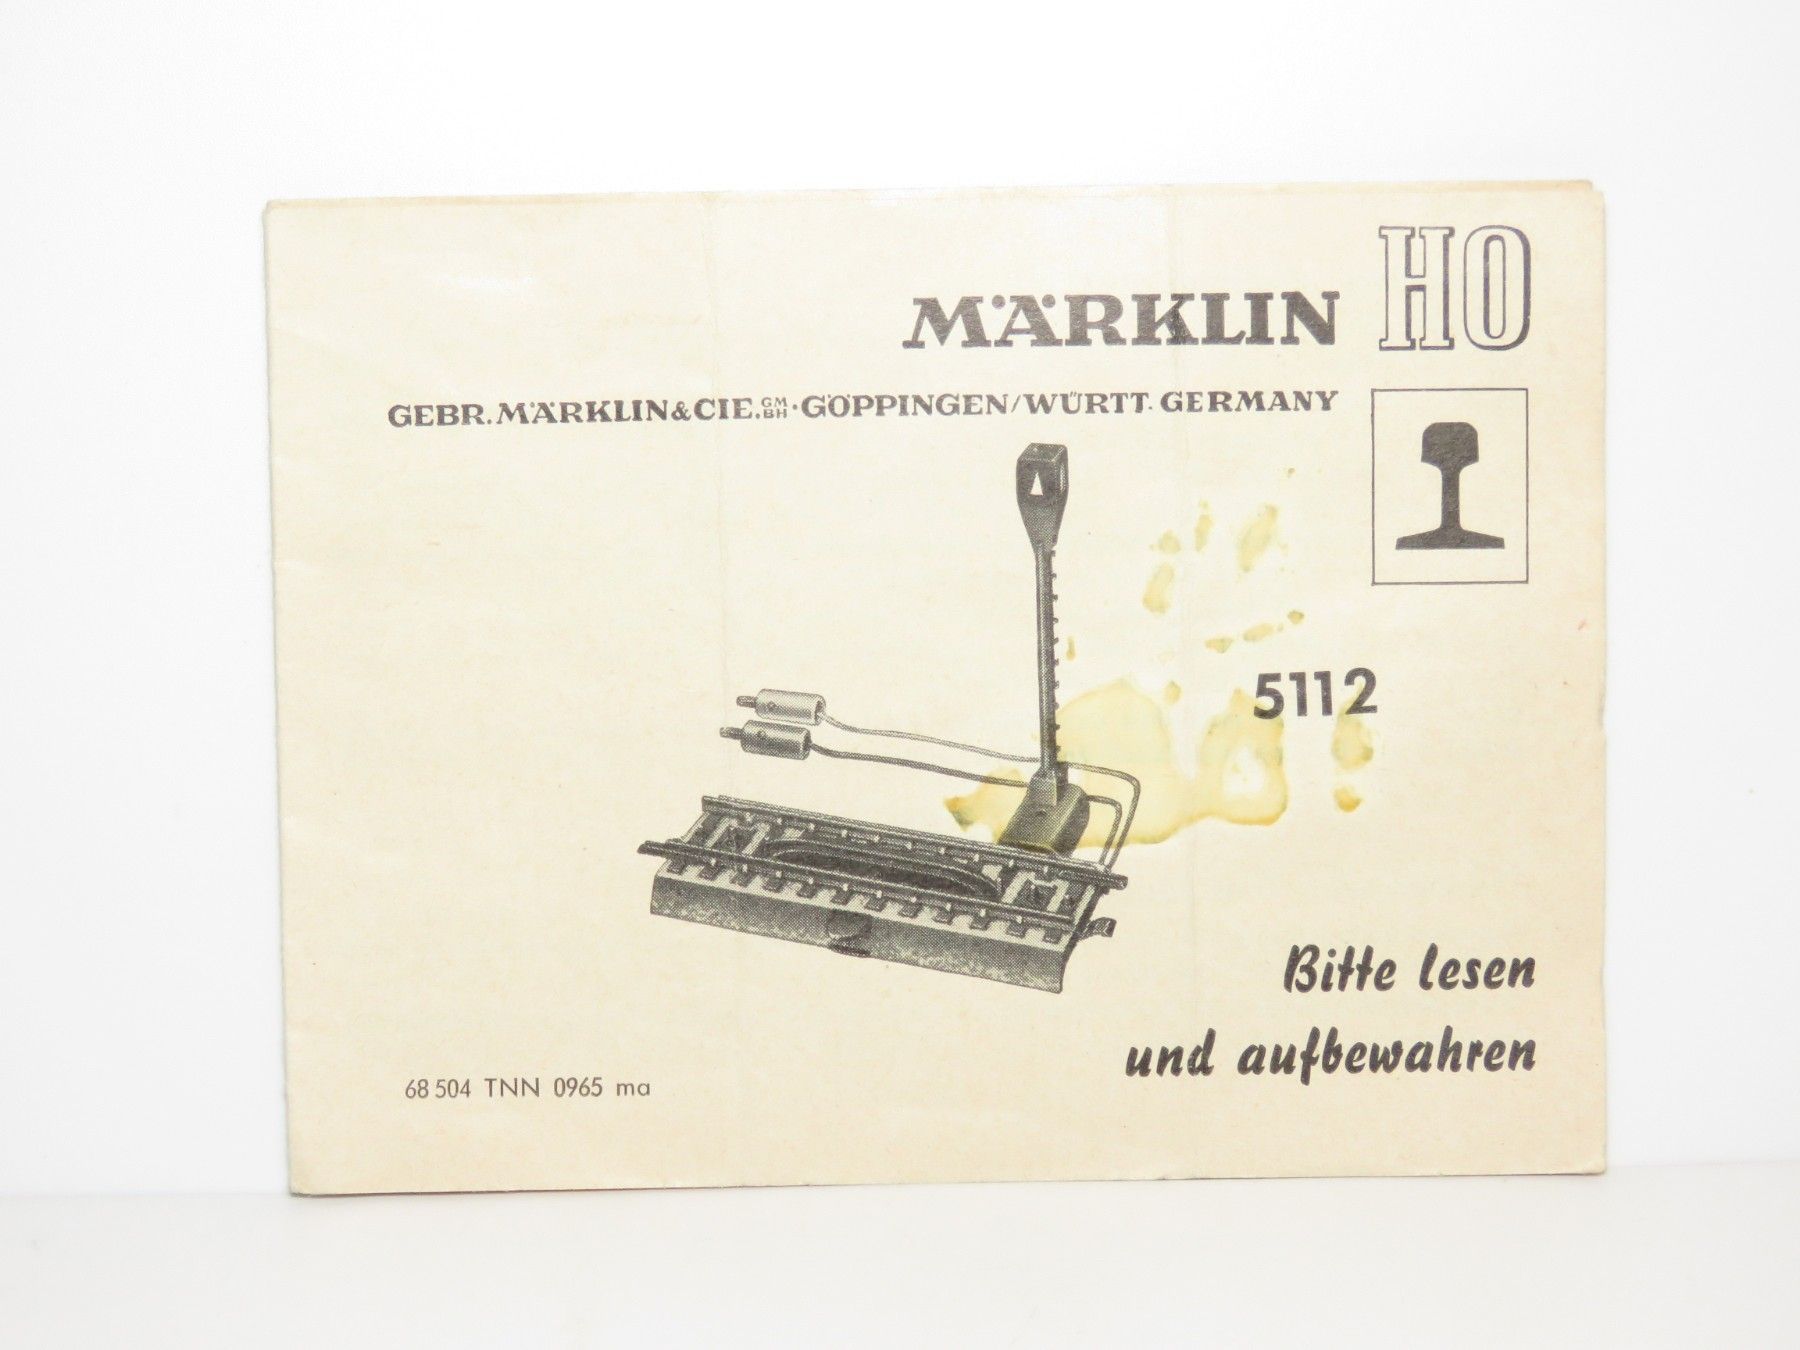 MÄRKLIN HO
GEBR. MÄRKLIN & CIE. GMBH · GÖPPINGEN/WÜRTT. GERMANY
5112
Bitte lesen
und aufbewahren
68 504 TNN 0965 ma